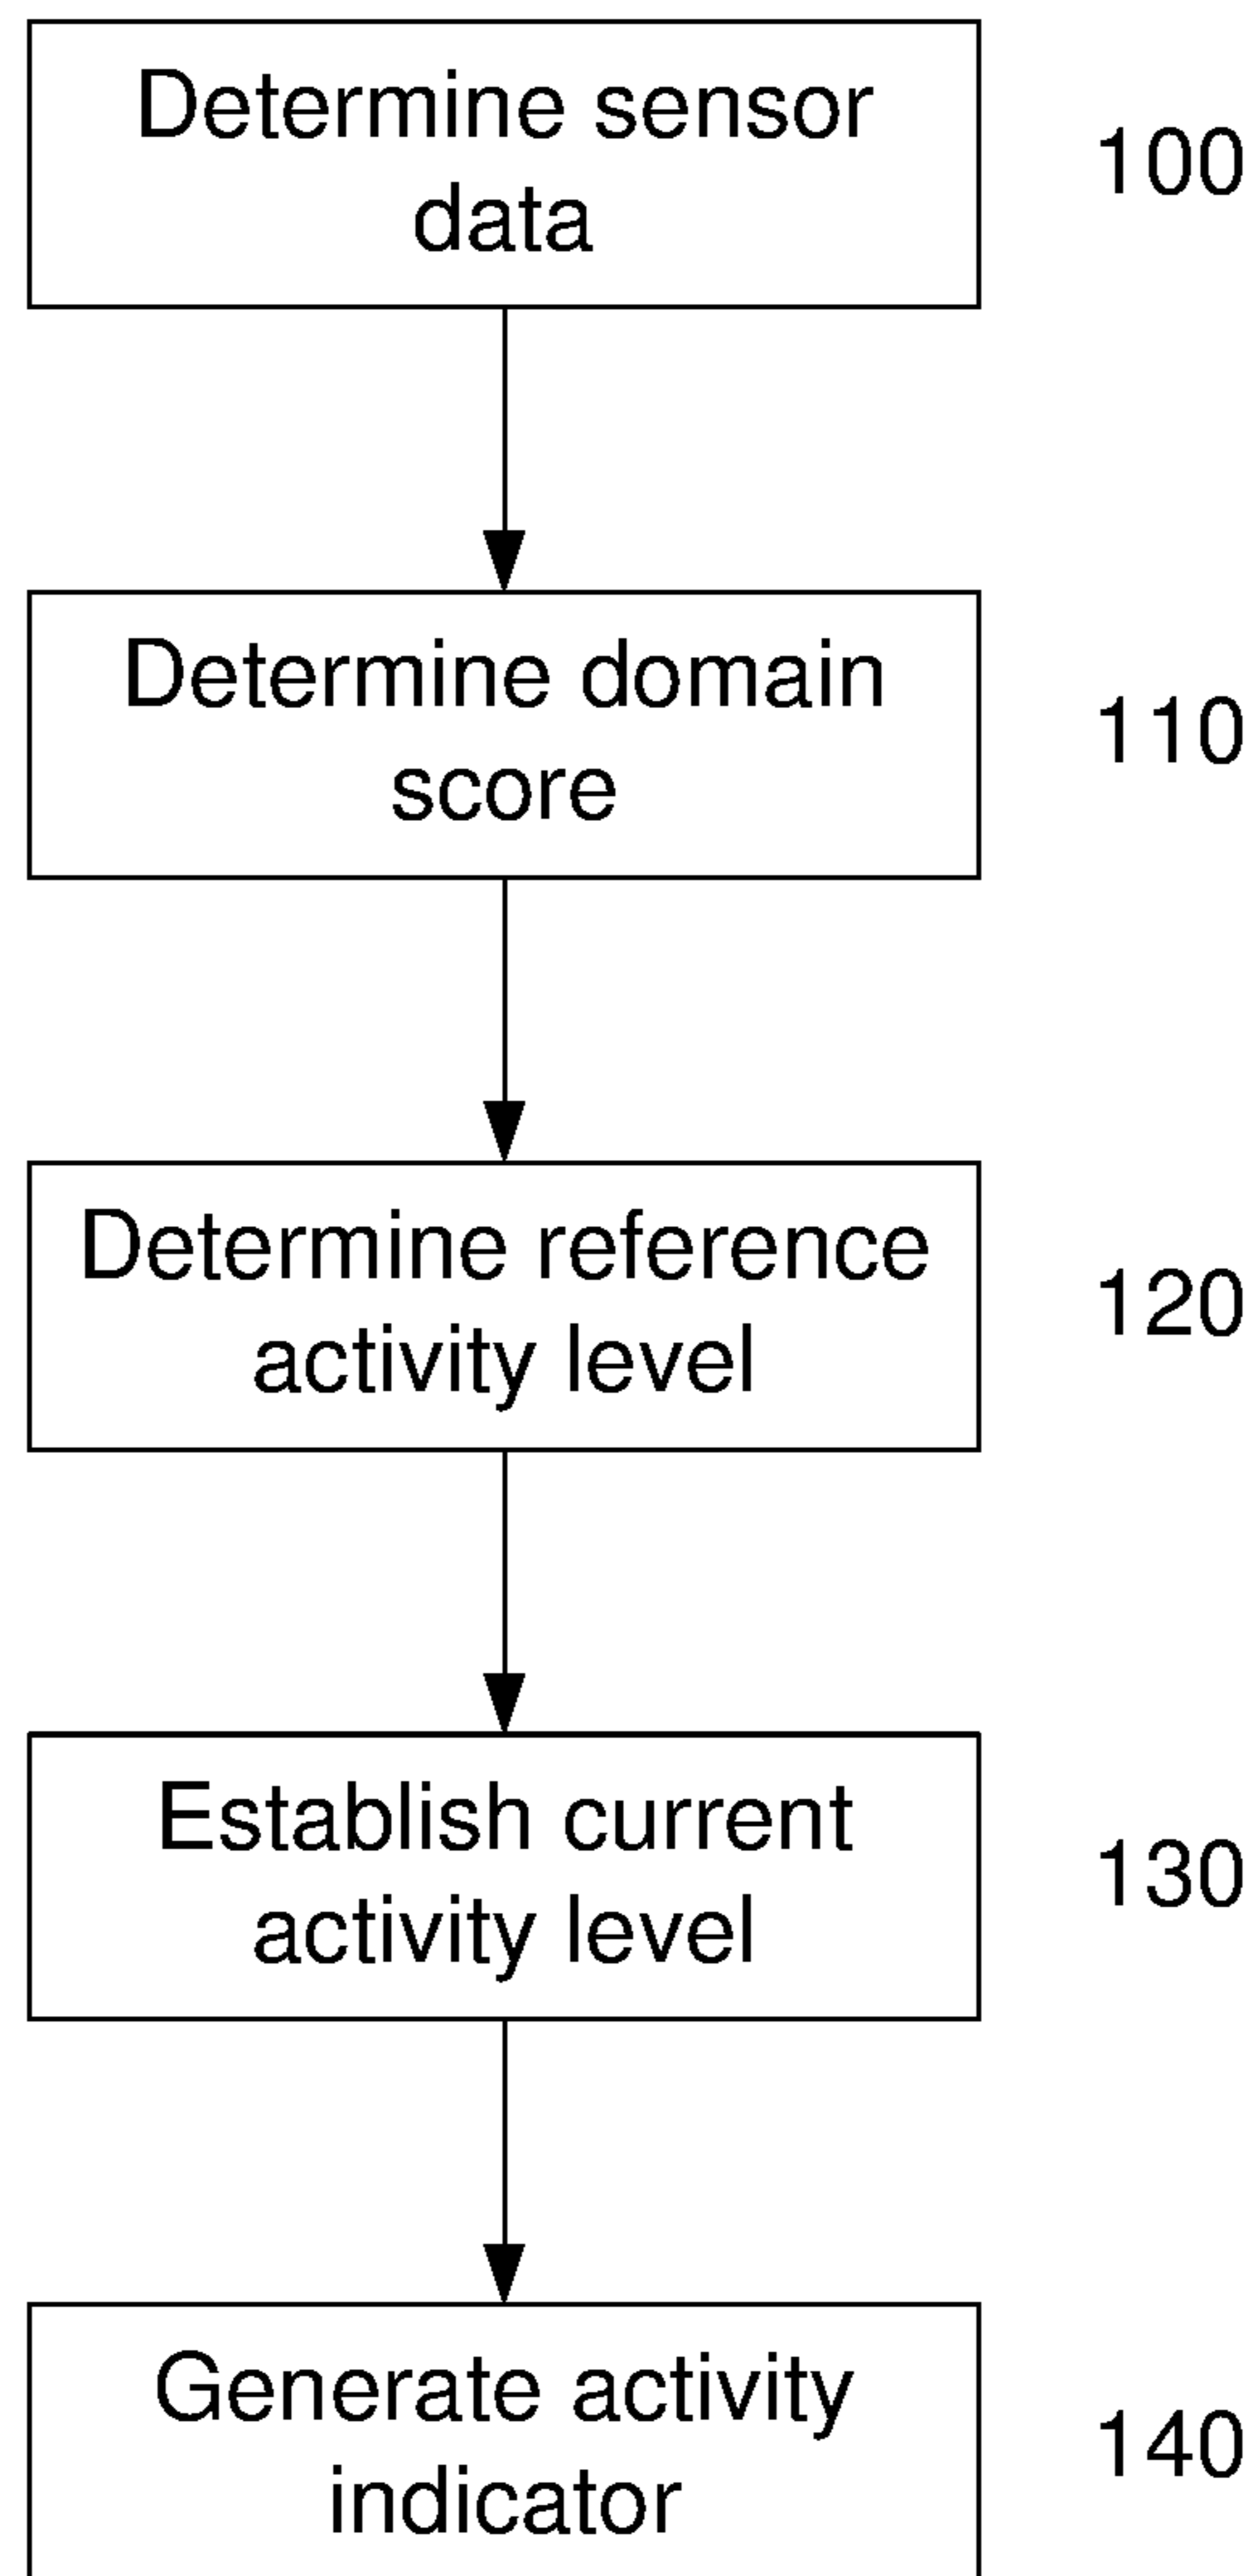 Determine sensor
data
100
Determine domain
score
110
Determine reference
activity level
120
Establish current
activity level
130
Generate activity
indicator
140